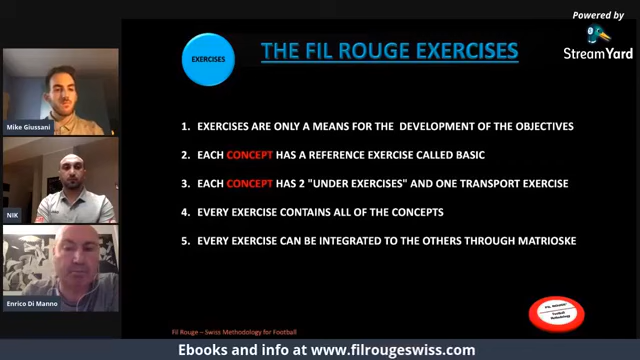 Powered by
StreamYard
EXERCISES
THE FIL ROUGE EXERCISES
1. EXERCISES ARE ONLY A MEANS FOR THE DEVELOPMENT OF THE OBJECTIVES
2. EACH CONCEPT HAS A REFERENCE EXERCISE CALLED BASIC
3. EACH CONCEPT HAS 2 "UNDER EXERCISES" AND ONE TRANSPORT EXERCISE
4. EVERY EXERCISE CONTAINS ALL OF THE CONCEPTS
5. EVERY EXERCISE CAN BE INTEGRATED TO THE OTHERS THROUGH MATRIOSKE
Mike Giussani
NIK
Enrico Di Manno
Fil Rouge – Swiss Methodology for Football
Ebooks and info at www.filrougeswiss.com